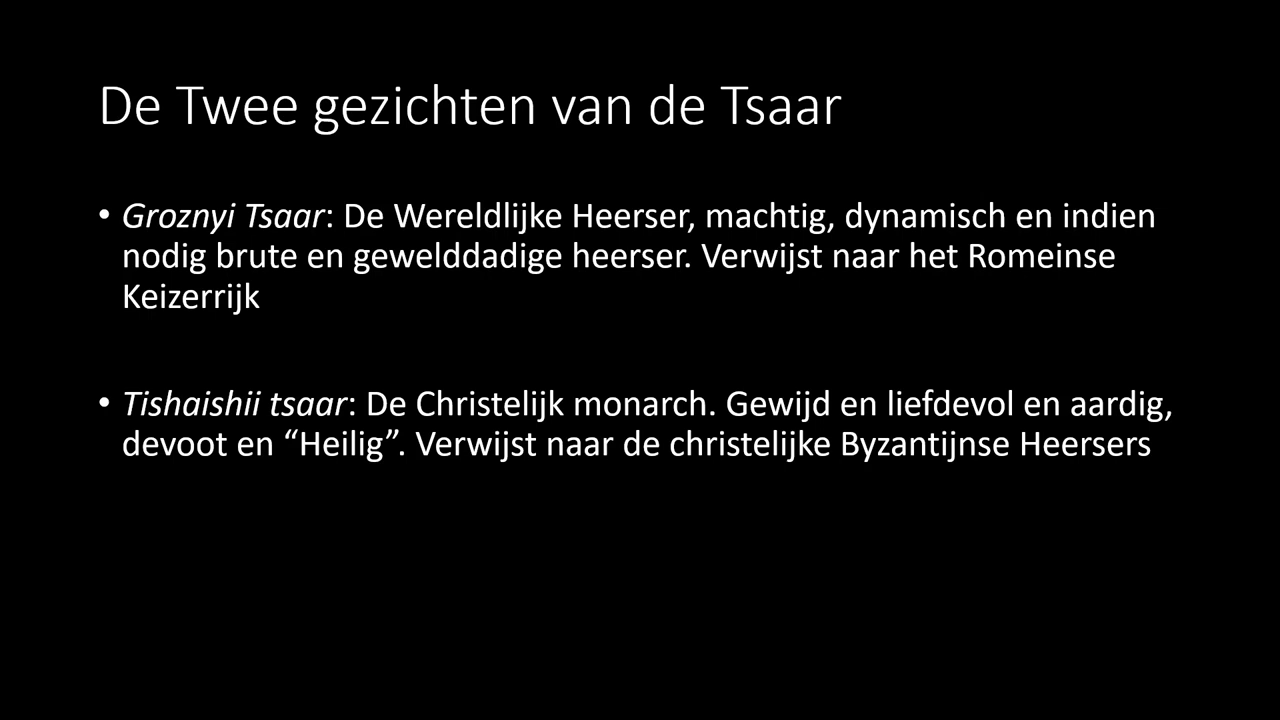 De Twee gezichten van de Tsaar
• Groznyi Tsaar: De Wereldlijke Heerser, machtig, dynamisch en indien
nodig brute en gewelddadige heerser. Verwijst naar het Romeinse
Keizerrijk
• Tishaishii tsaar: De Christelijk monarch. Gewijd en liefdevol en aardig,
devoot en “Heilig”. Verwijst naar de christelijke Byzantijnse Heersers